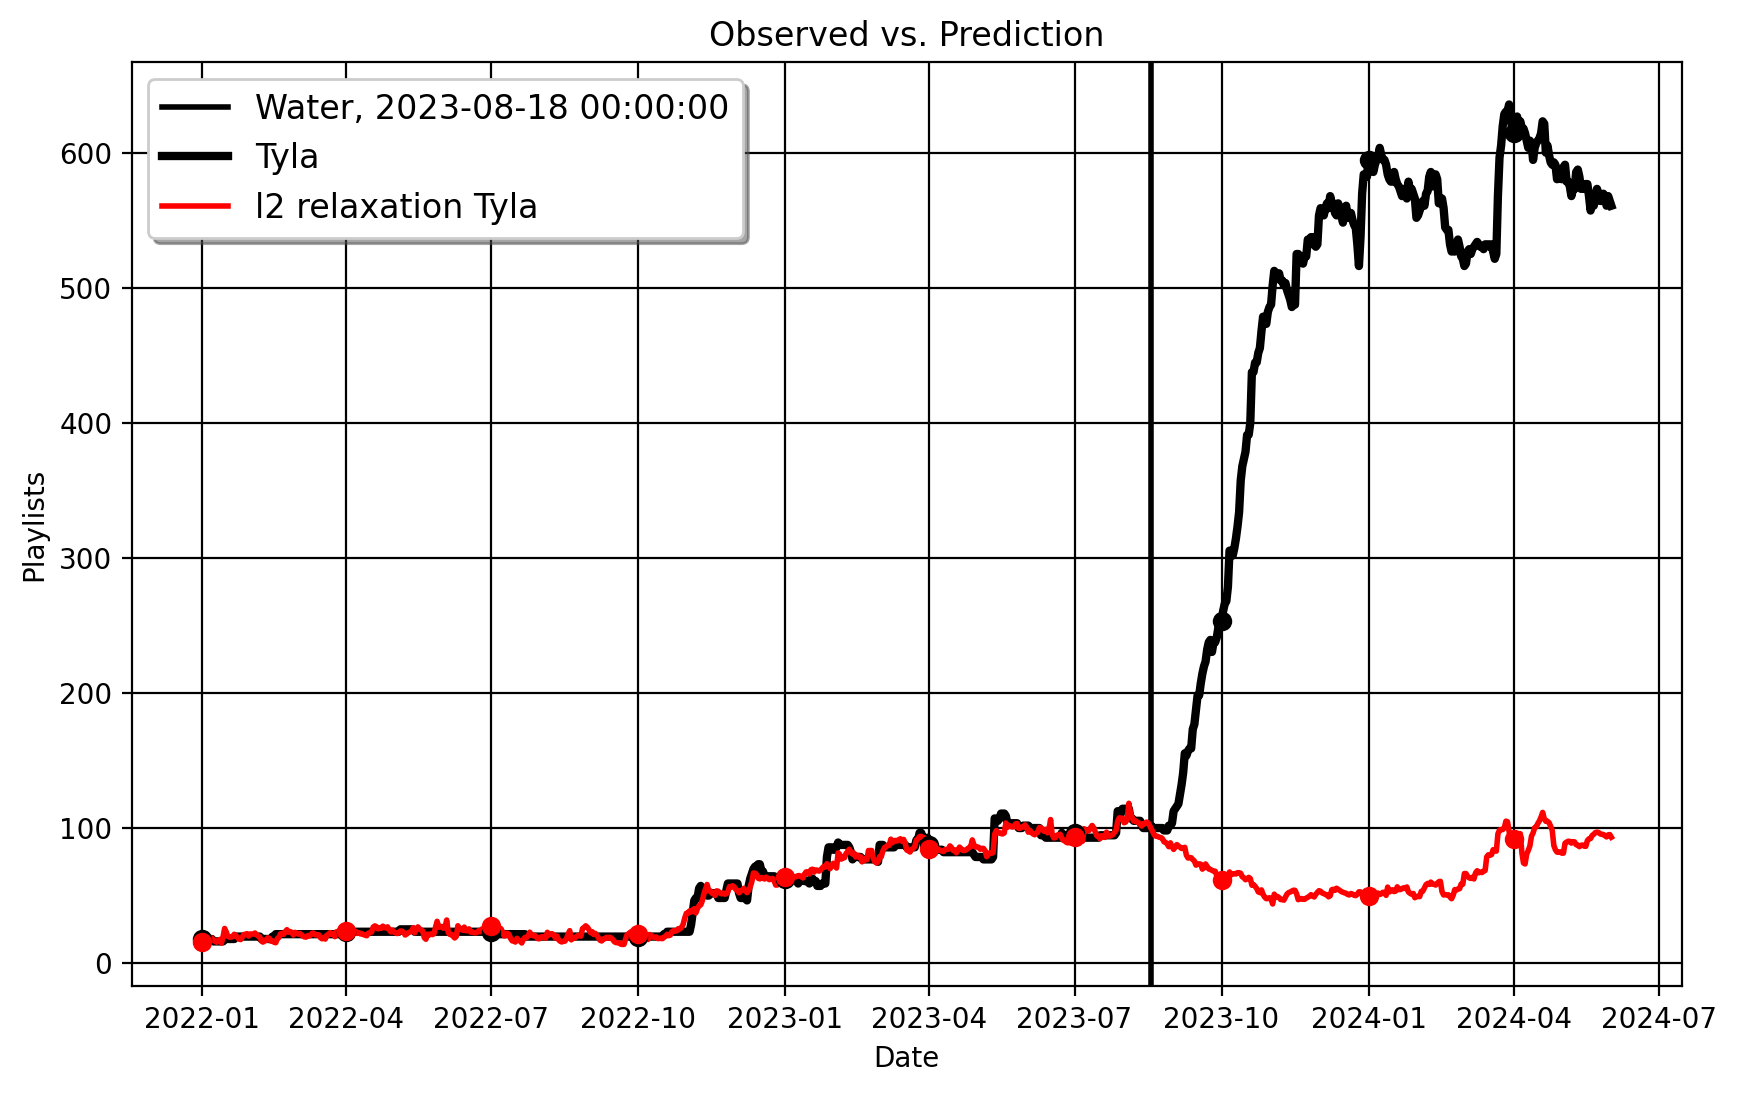 Observed vs. Prediction
Water, 2023-08-18 00:00:00
Tyla
l2 relaxation Tyla
Playlists
600
500
400
300
200
100
0
2022-01 2022-04 2022-07 2022-10 2023-01 2023-04 2023-07 2023-10 2024-01 2024-04 2024-07
Date